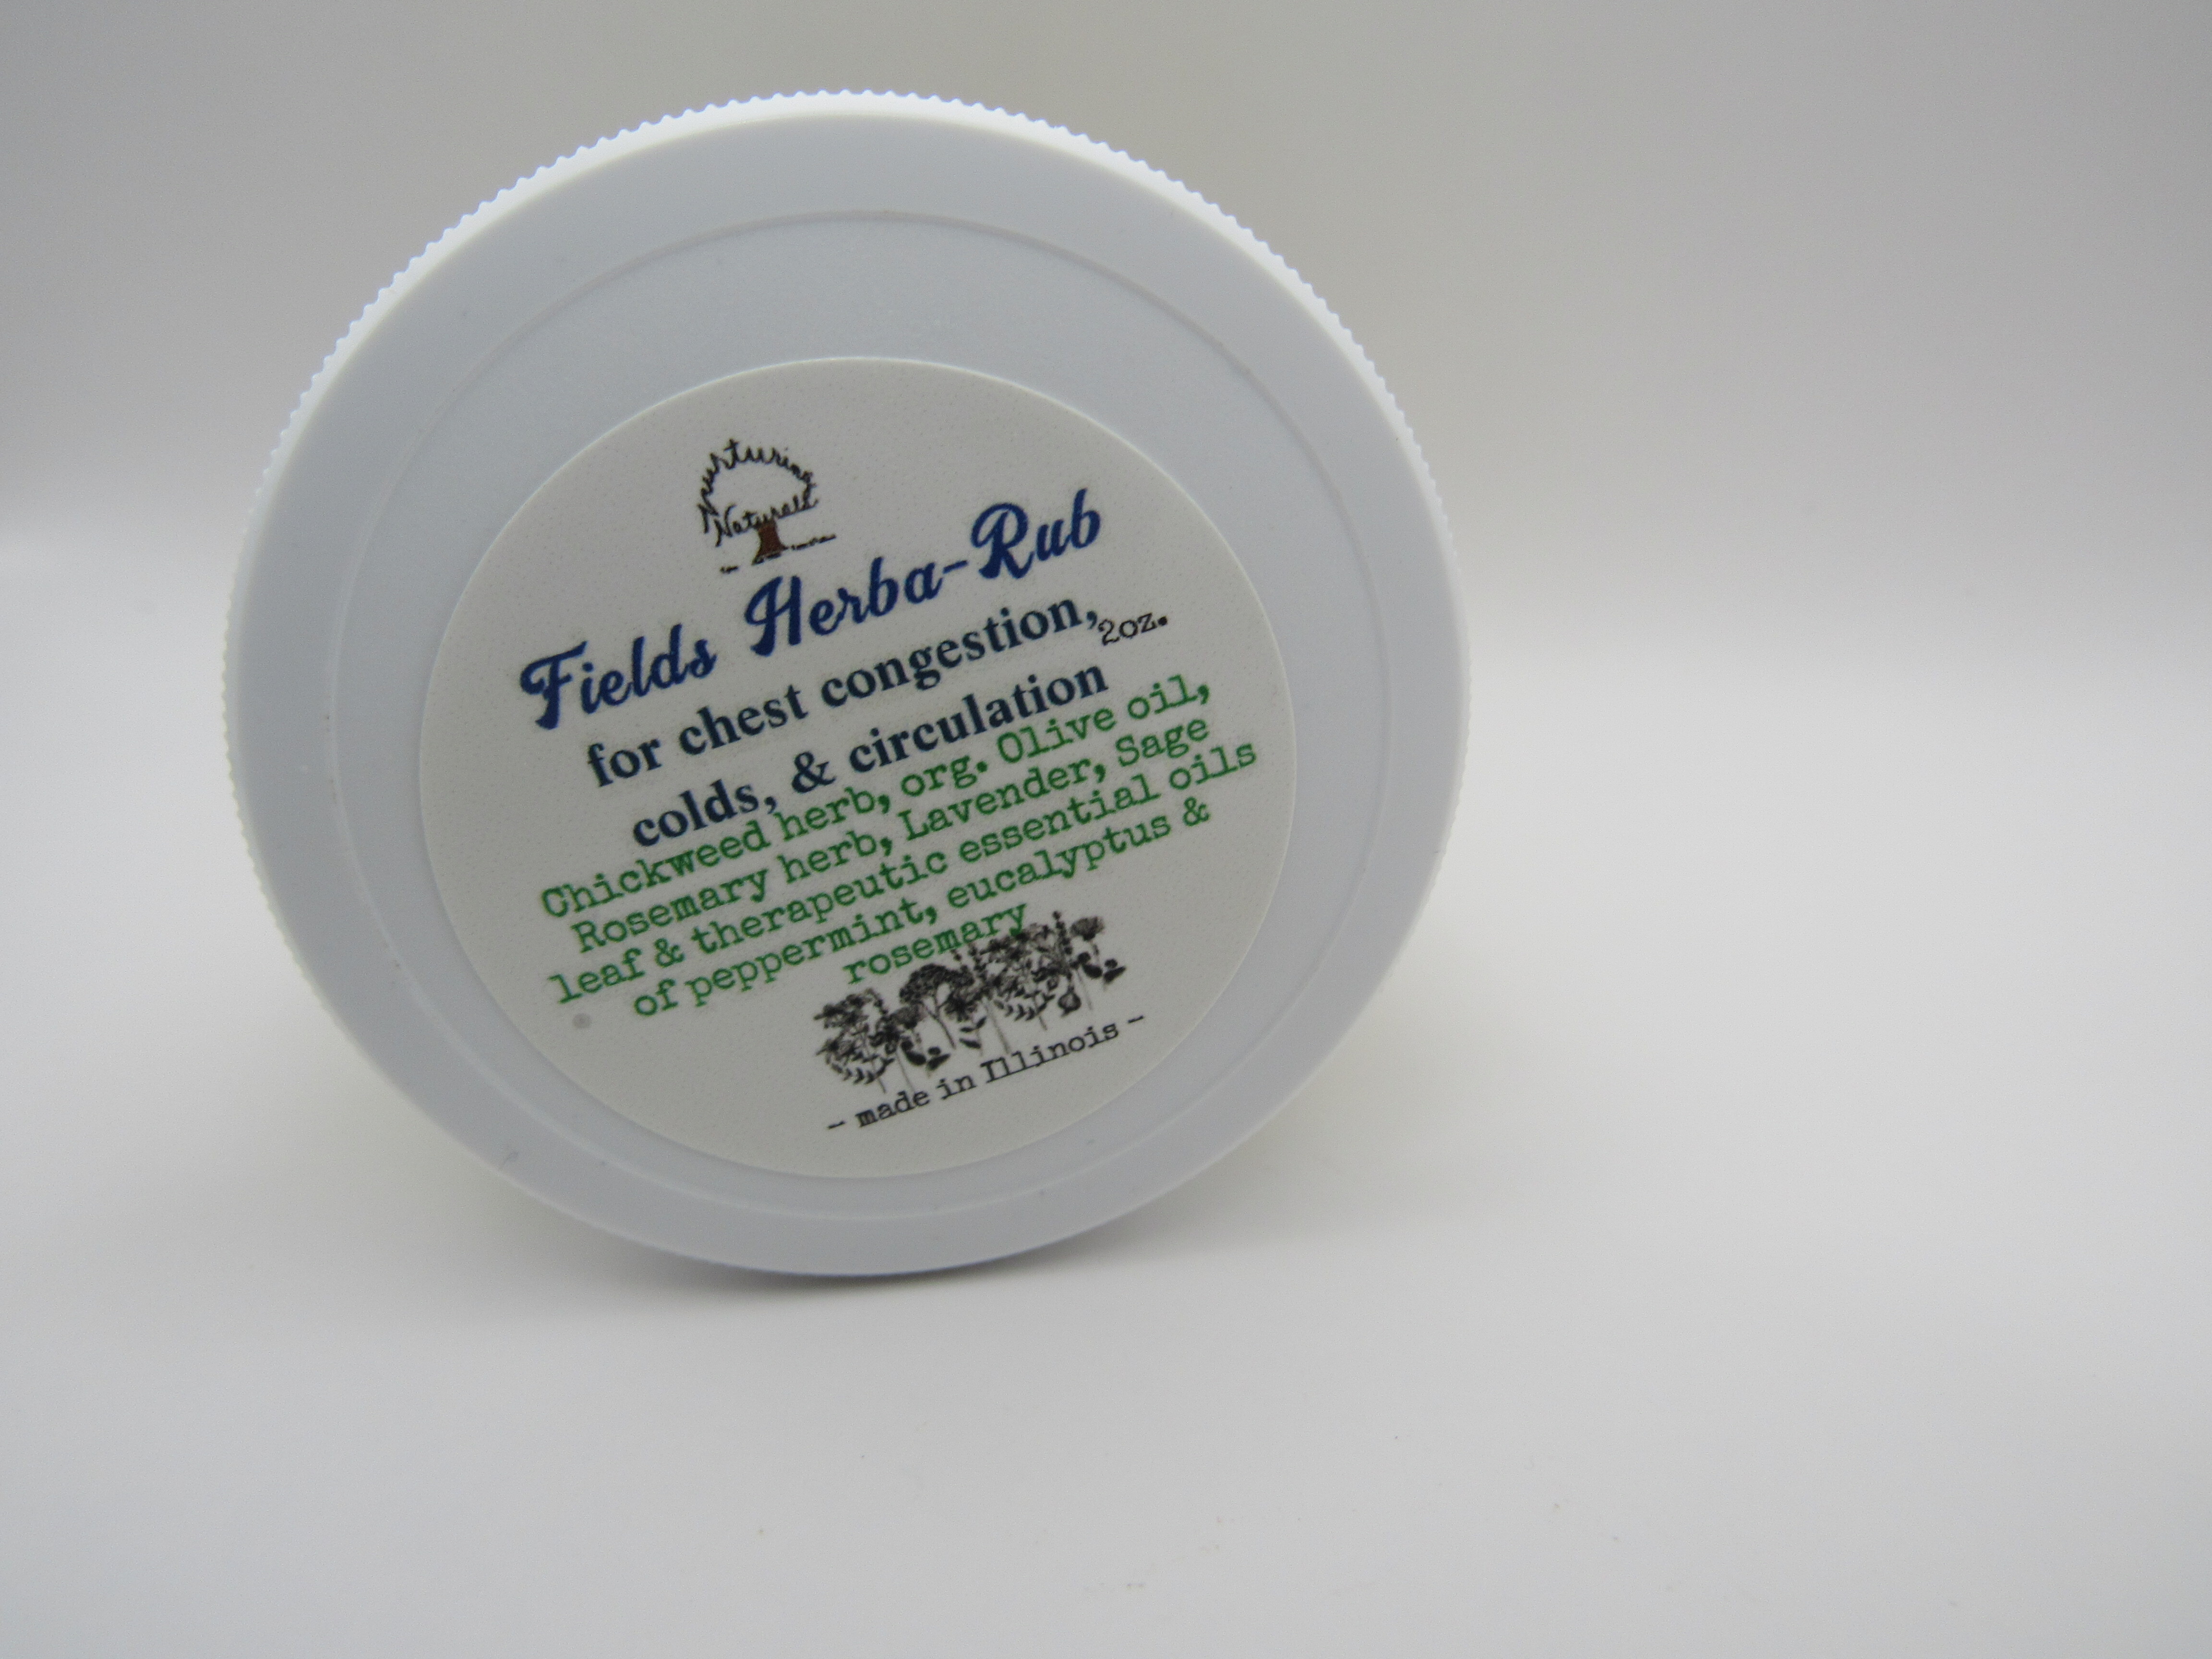 Nurturing
Naturals
Fields Herba-Rub
for chest congestion,
2oz.
colds, & circulation
Chickweed herb, org. Olive oil,
Rosemary herb, Lavender, Sage
leaf & therapeutic essential oils
of peppermint, eucalyptus &
rosemary
- made in Illinois -